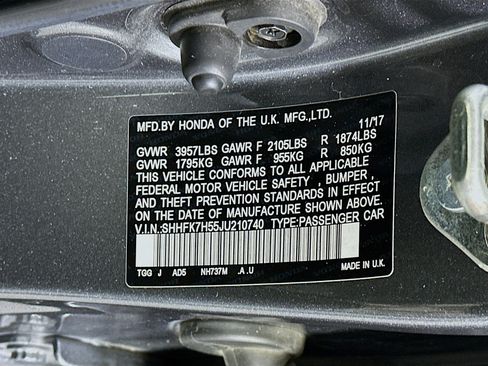 MFD.BY HONDA OF THE U.K. MFG.,LTD. 11/17
GVWR 3957LBS GAWR F 2105LBS R 1874LBS
GVWR 1795KG GAWR F 955KG R 850KG
THIS VEHICLE CONFORMS TO ALL APPLICABLE
FEDERAL MOTOR VEHICLE SAFETY , BUMPER ,
AND THEFT PREVENTION STANDARDS IN EFFECT
ON THE DATE OF MANUFACTURE SHOWN ABOVE.
V.I.N:SHHFK7H55JU210740 TYPE:PASSENGER CAR
TGG J AD5 NH737M .A .U MADE IN U.K.